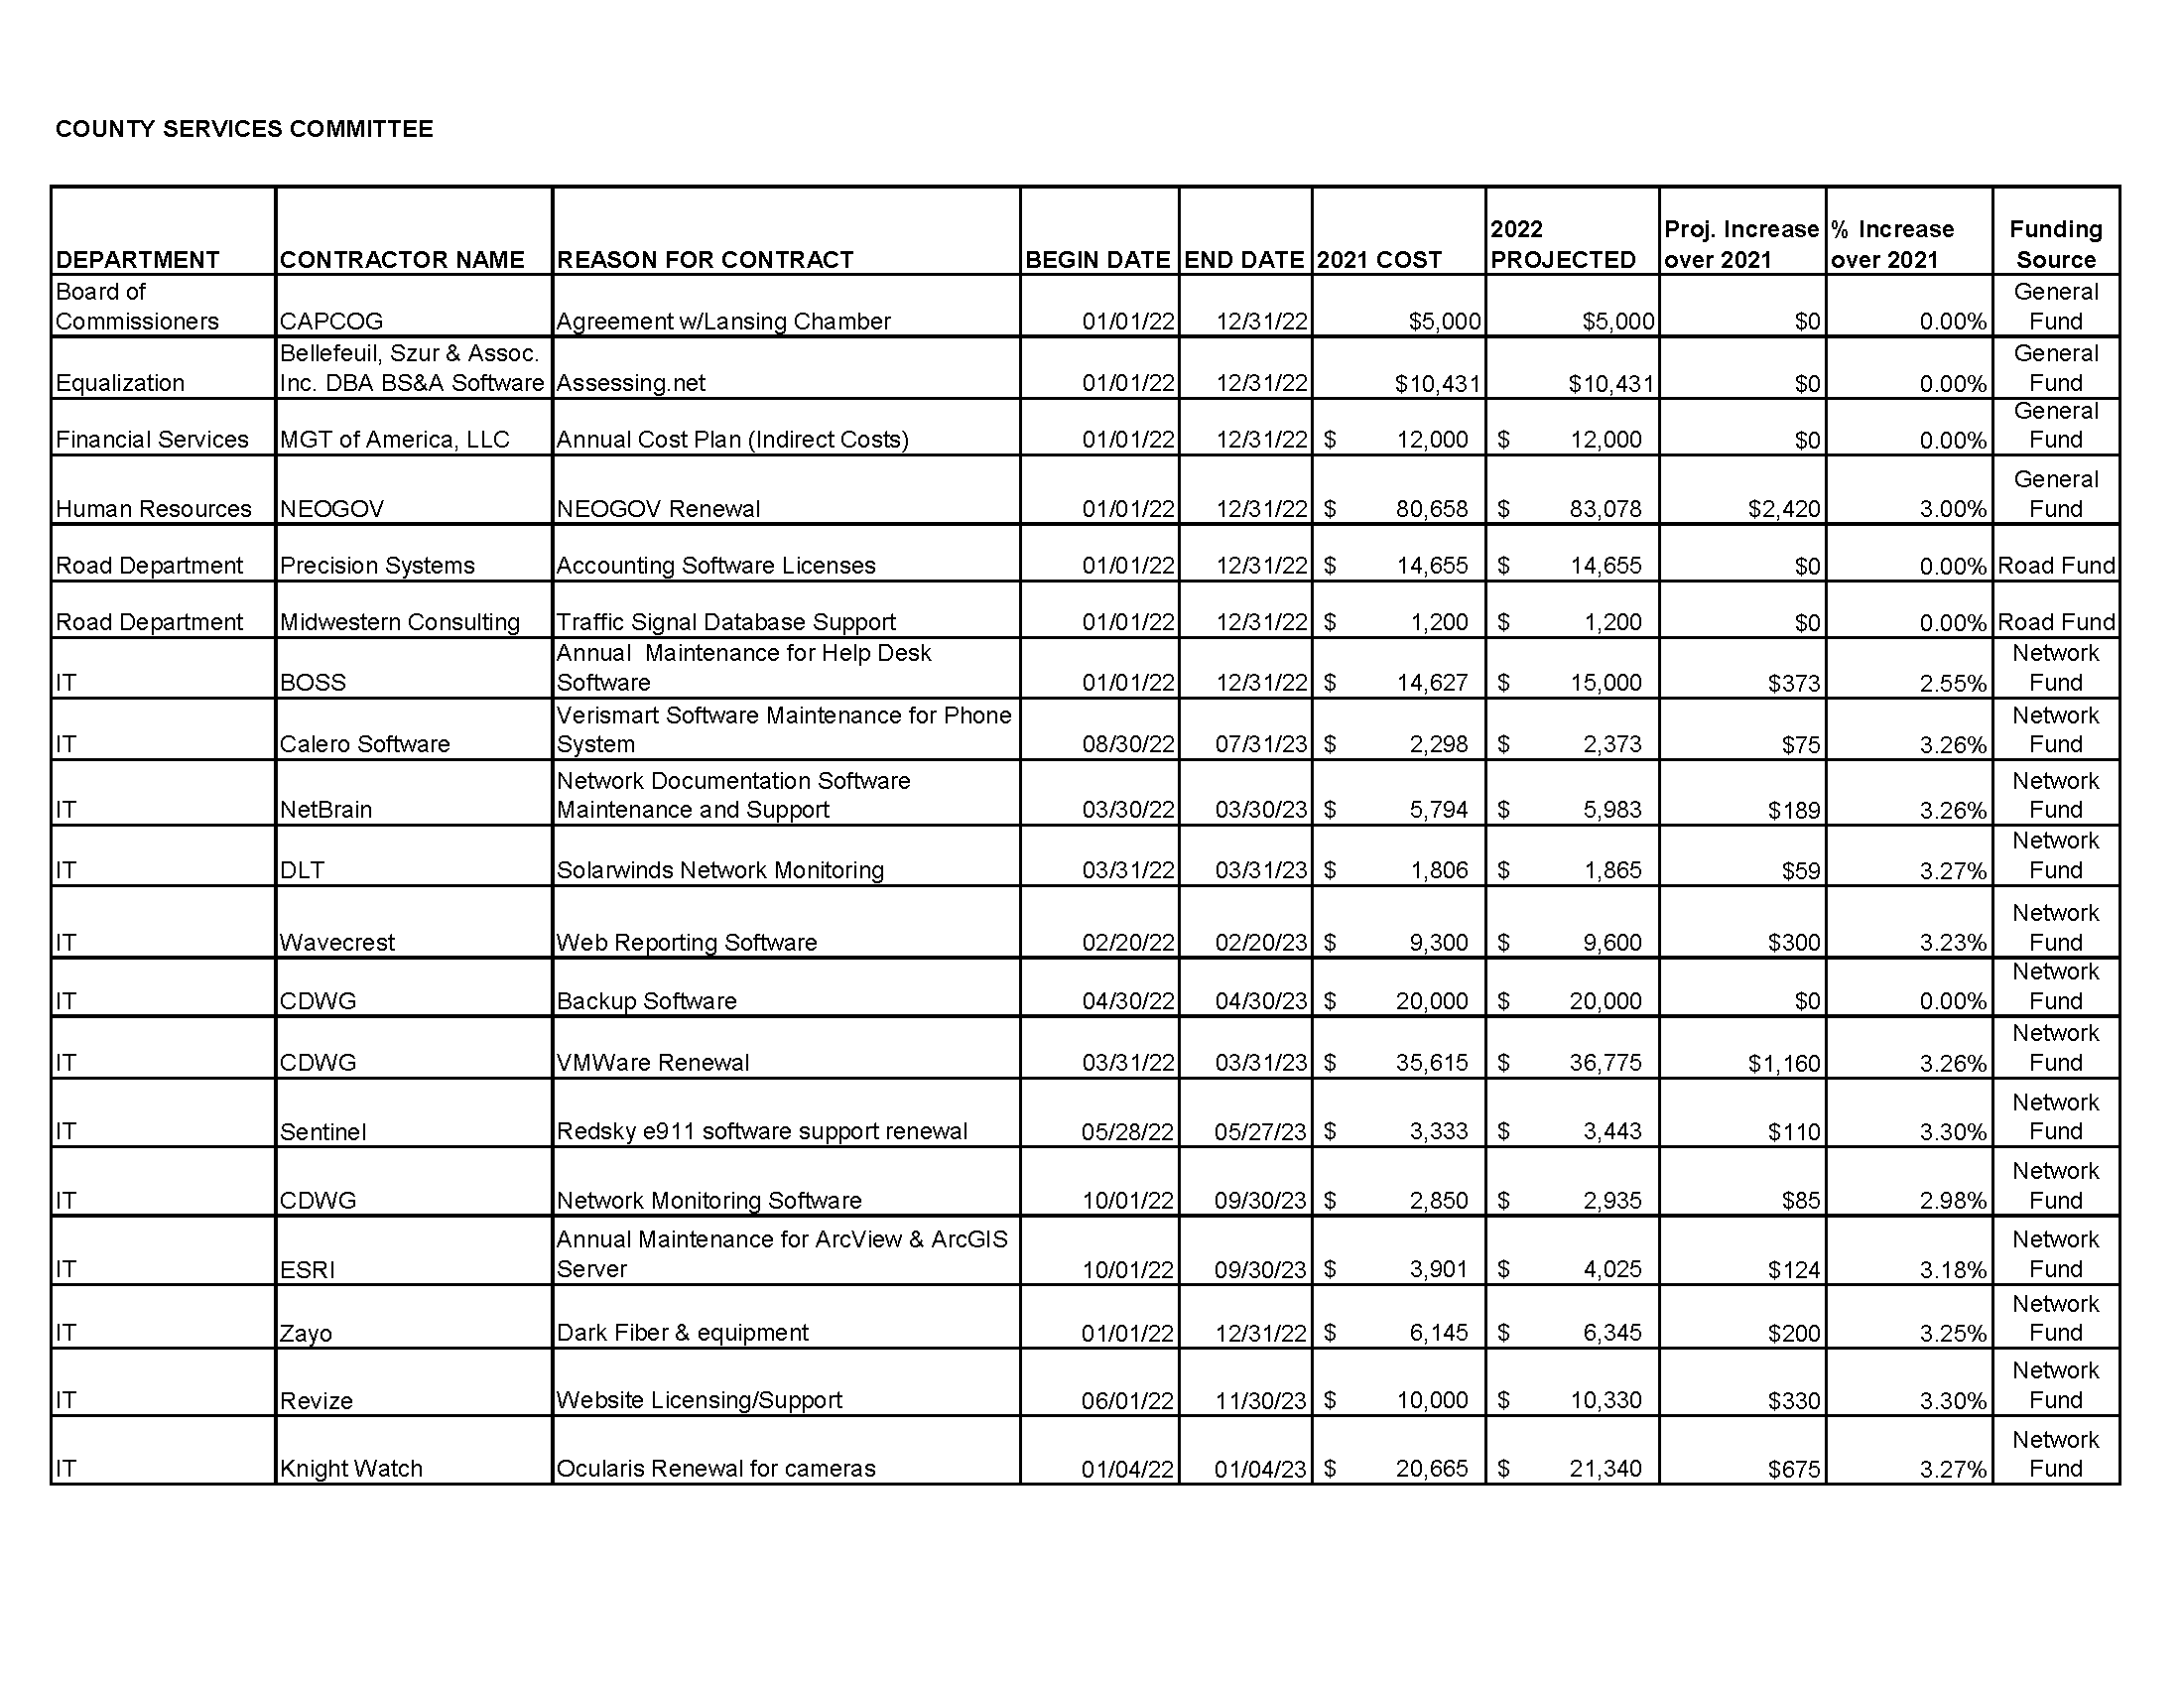 COUNTY SERVICES COMMITTEE
DEPARTMENT CONTRACTOR NAME REASON FOR CONTRACT BEGIN DATE END DATE 2021 COST 2022 PROJECTED Proj. Increase over 2021 % Increase over 2021 Funding Source
Board of Commissioners CAPCOG Agreement w/Lansing Chamber 01/01/22 12/31/22 $5,000 $5,000 $0 0.00% General Fund
Equalization Bellefeuil, Szur & Assoc. Inc. DBA BS&A Software Assessing.net 01/01/22 12/31/22 $10,431 $10,431 $0 0.00% General Fund
Financial Services MGT of America, LLC Annual Cost Plan (Indirect Costs) 01/01/22 12/31/22 $ 12,000 $ 12,000 $0 0.00% General Fund
Human Resources NEOGOV NEOGOV Renewal 01/01/22 12/31/22 $ 80,658 $ 83,078 $2,420 3.00% General Fund
Road Department Precision Systems Accounting Software Licenses 01/01/22 12/31/22 $ 14,655 $ 14,655 $0 0.00% Road Fund
Road Department Midwestern Consulting Traffic Signal Database Support 01/01/22 12/31/22 $ 1,200 $ 1,200 $0 0.00% Road Fund
IT BOSS Annual  Maintenance for Help Desk Software 01/01/22 12/31/22 $ 14,627 $ 15,000 $373 2.55% Network Fund
IT Calero Software Verismart Software Maintenance for Phone System 08/30/22 07/31/23 $ 2,298 $ 2,373 $75 3.26% Network Fund
IT NetBrain Network Documentation Software Maintenance and Support 03/30/22 03/30/23 $ 5,794 $ 5,983 $189 3.26% Network Fund
IT DLT Solarwinds Network Monitoring 03/31/22 03/31/23 $ 1,806 $ 1,865 $59 3.27% Network Fund
IT Wavecrest Web Reporting Software 02/20/22 02/20/23 $ 9,300 $ 9,600 $300 3.23% Network Fund
IT CDWG Backup Software 04/30/22 04/30/23 $ 20,000 $ 20,000 $0 0.00% Network Fund
IT CDWG VMWare Renewal 03/31/22 03/31/23 $ 35,615 $ 36,775 $1,160 3.26% Network Fund
IT Sentinel Redsky e911 software support renewal 05/28/22 05/27/23 $ 3,333 $ 3,443 $110 3.30% Network Fund
IT CDWG Network Monitoring Software 10/01/22 09/30/23 $ 2,850 $ 2,935 $85 2.98% Network Fund
IT ESRI Annual Maintenance for ArcView & ArcGIS Server 10/01/22 09/30/23 $ 3,901 $ 4,025 $124 3.18% Network Fund
IT Zayo Dark Fiber & equipment 01/01/22 12/31/22 $ 6,145 $ 6,345 $200 3.25% Network Fund
IT Revize Website Licensing/Support 06/01/22 11/30/23 $ 10,000 $ 10,330 $330 3.30% Network Fund
IT Knight Watch Ocularis Renewal for cameras 01/04/22 01/04/23 $ 20,665 $ 21,340 $675 3.27% Network Fund